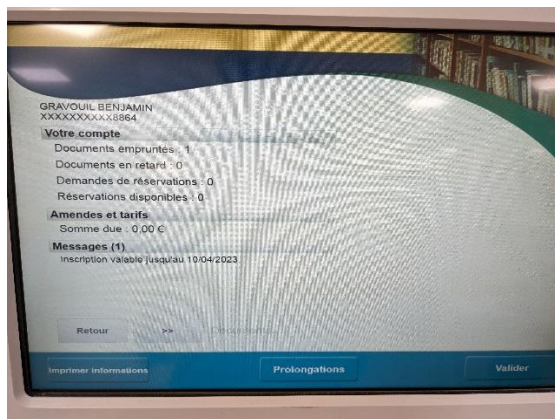 GRAVOUIL BENJAMIN
XXXXXXXXXX8864
Votre compte
Documents empruntés : 1
Documents en retard : 0
Demandes de réservations : 0
Réservations disponibles : 0
Amendes et tarifs
Somme due : 0,00 €
Messages (1)
Inscription valable jusqu'au 10/04/2023
Retour >>
Imprimer informations Prolongations Valider